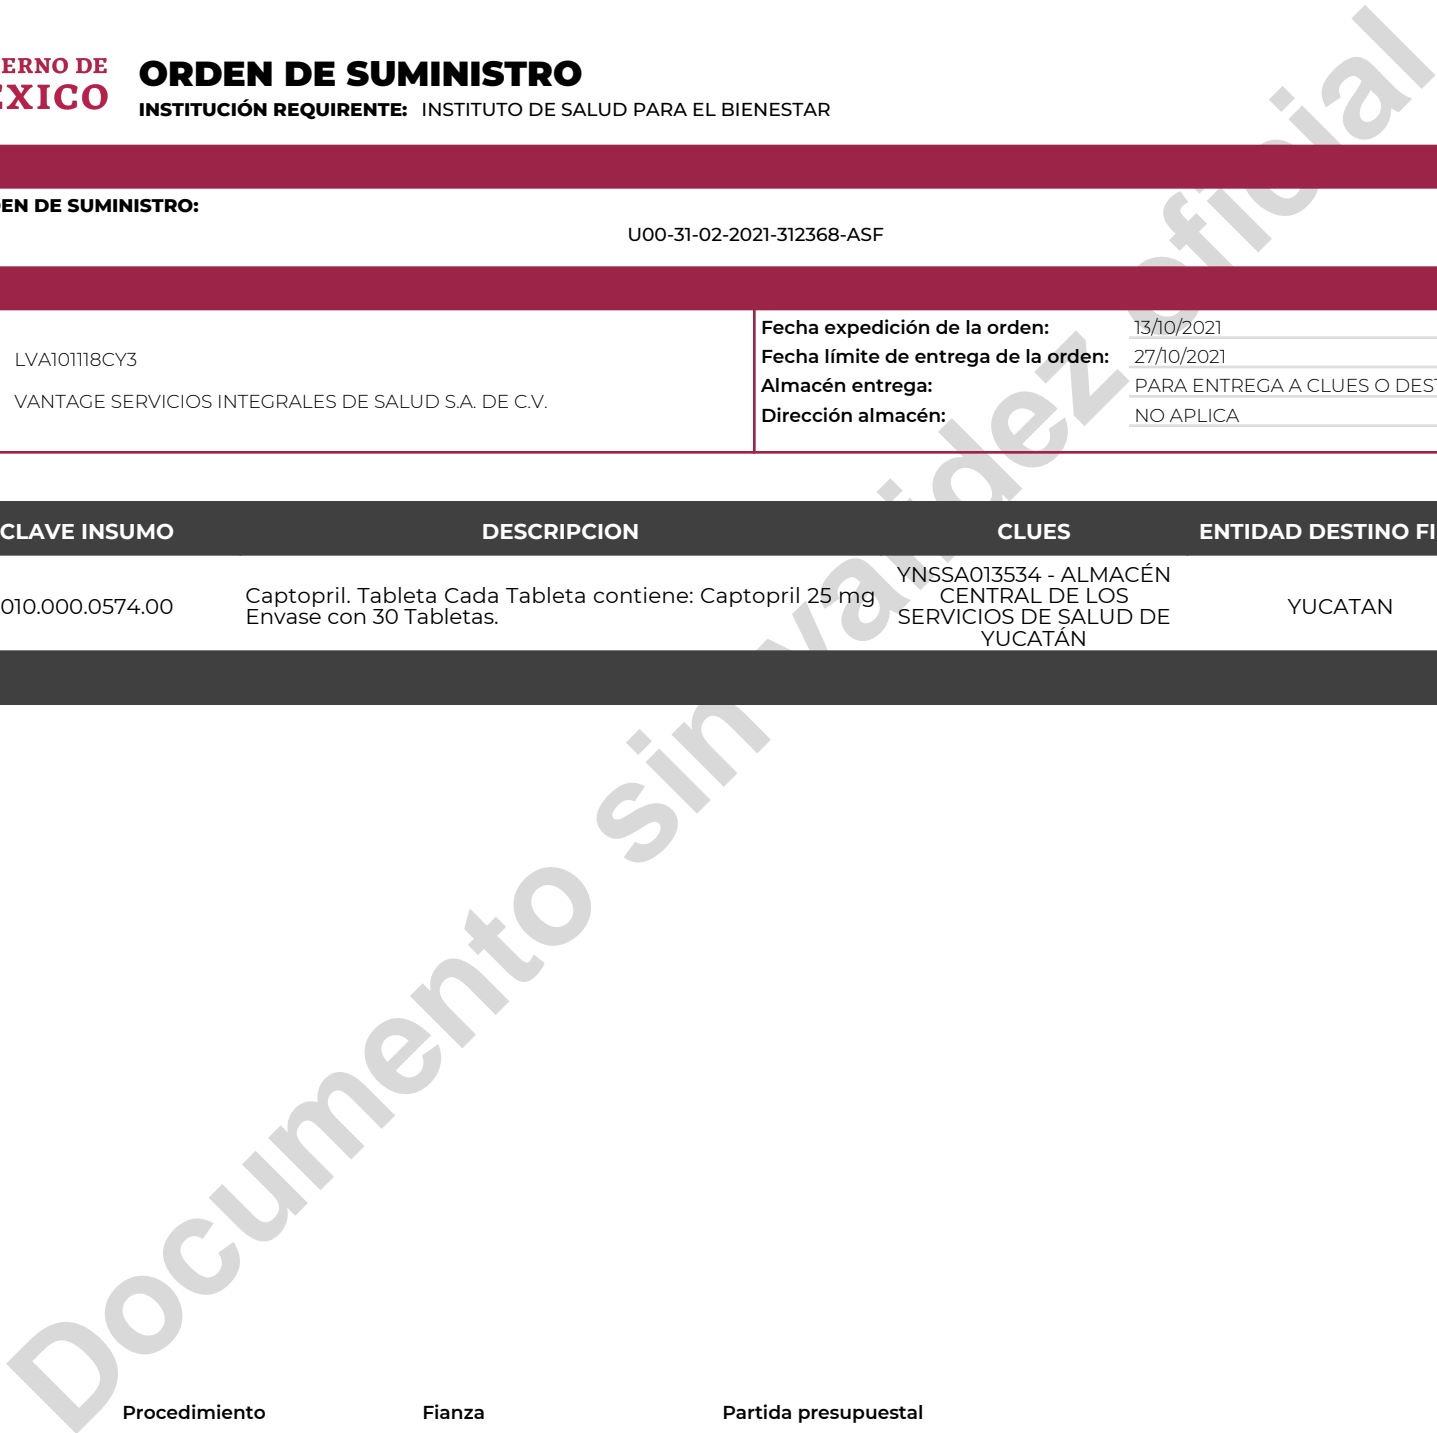 ERNO DE
EXICO
ORDEN DE SUMINISTRO
INSTITUCIÓN REQUIRENTE: INSTITUTO DE SALUD PARA EL BIENESTAR
EN DE SUMINISTRO:
U00-31-02-2021-312368-ASF
LVA101118CY3
VANTAGE SERVICIOS INTEGRALES DE SALUD S.A. DE C.V.
Fecha expedición de la orden: 13/10/2021
Fecha límite de entrega de la orden: 27/10/2021
Almacén entrega: PARA ENTREGA A CLUES O DEST
Dirección almacén: NO APLICA
CLAVE INSUMO DESCRIPCION CLUES ENTIDAD DESTINO FI
010.000.0574.00
Captopril. Tableta Cada Tableta contiene: Captopril 25 mg
Envase con 30 Tabletas.
YNSSA013534 - ALMACÉN
CENTRAL DE LOS
SERVICIOS DE SALUD DE
YUCATÁN
YUCATAN
Documento sin validez oficial
Procedimiento Fianza Partida presupuestal